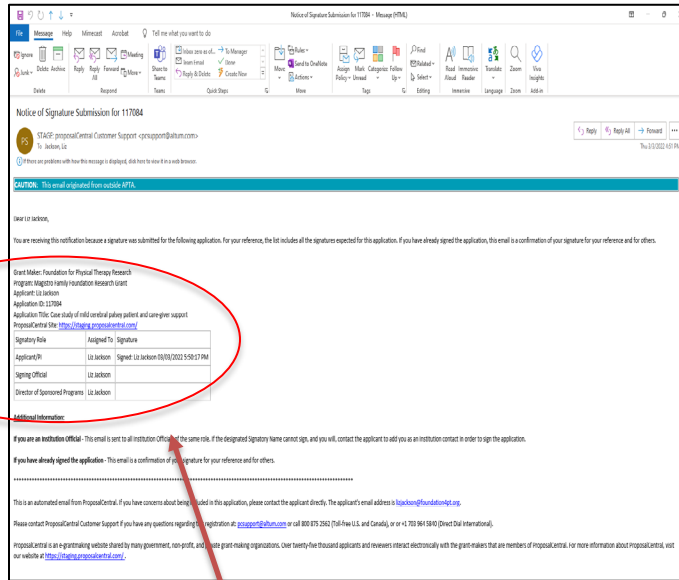 Notice of Signature Submission for 117084 - Message (HTML)
File Message Help Mimecast Acrobat Tell me what you want to do
Ignore
Junk
Delete Archive
Reply Reply All Forward
Meeting
More
Share to Teams
Inbox zero as of... To Manager
Team Email Done
Reply & Delete Create New
Move
Rules
Send to OneNote
Actions
Assign Policy Mark Unread Categorize Follow Up
Find
Related
Select
Read Aloud Immersive Reader
Translate
Zoom
Viva Insights
Delete Respond Teams Quick Steps Move Tags Editing Immersive Language Zoom Add-in
Notice of Signature Submission for 117084
PS
STAGE: proposalCentral Customer Support <pcsupport@altum.com>
To Jackson, Liz
Reply Reply All Forward
Thu 3/3/2022 4:51 PM
If there are problems with how this message is displayed, click here to view it in a web browser.
CAUTION: This email originated from outside APTA.
Dear Liz Jackson,
You are receiving this notification because a signature was submitted for the following application. For your reference, the list includes all the signatures expected for this application. If you have already signed the application, this email is a confirmation of your signature for your reference and for others.
Grant Maker: Foundation for Physical Therapy Research
Program: Magistro Family Foundation Research Grant
Applicant: Liz Jackson
Application ID: 117084
Application Title: Case study of mild cerebral palsey patient and care-giver support
ProposalCentral Site: https://staging.proposalcentral.com/
Signatory Role Assigned To Signature
Applicant/PI Liz Jackson Signed: Liz Jackson 03/03/2022 5:50:17 PM
Signing Official Liz Jackson
Director of Sponsored Programs Liz Jackson
Additional Information:
If you are an institution Official - This email is sent to all Institution Officials of the same role. If the designated Signatory Name cannot sign, and you will, contact the applicant to add you as an institution contact in order to sign the application.
If you have already signed the application - This email is a confirmation of your signature for your reference and for others.
This is an automated email from ProposalCentral. If you have concerns about being included in this application, please contact the applicant directly. The applicant's email address is lizjackson@foundation4pt.org.
Please contact ProposalCentral Customer Support if you have any questions regarding registration at: pcsupport@altum.com or call 800 875 2562 (Toll-free U.S. and Canada), or or +1 703 964 5840 (Direct Dial International).
ProposalCentral is an e-grantmaking website shared by many government, non-profit, and private grant-making organizations. Over twenty-five thousand applicants and reviewers interact electronically with the grant-makers that are members of ProposalCentral. For more information about ProposalCentral, visit
our website at https://staging.proposalcentral.com/ .